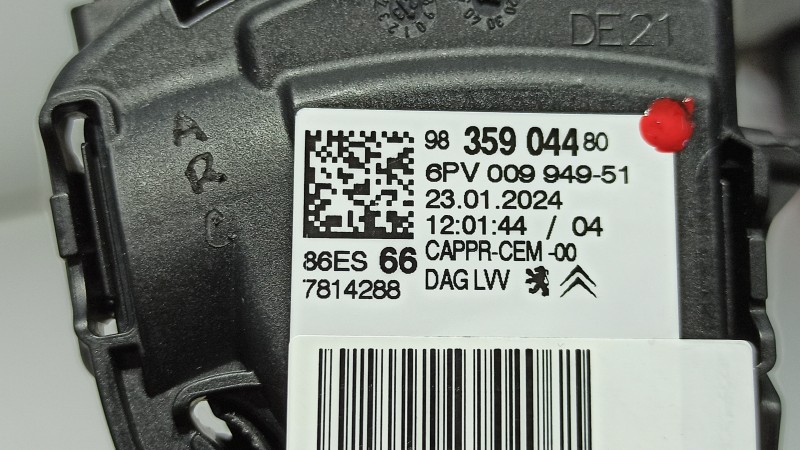 DE21
A
R
C
98 359 044 80
6PV 009 949-51
23.01.2024
12:01:44 / 04
CAPPR-CEM -00
86ES 66
DAG LVV
7814288